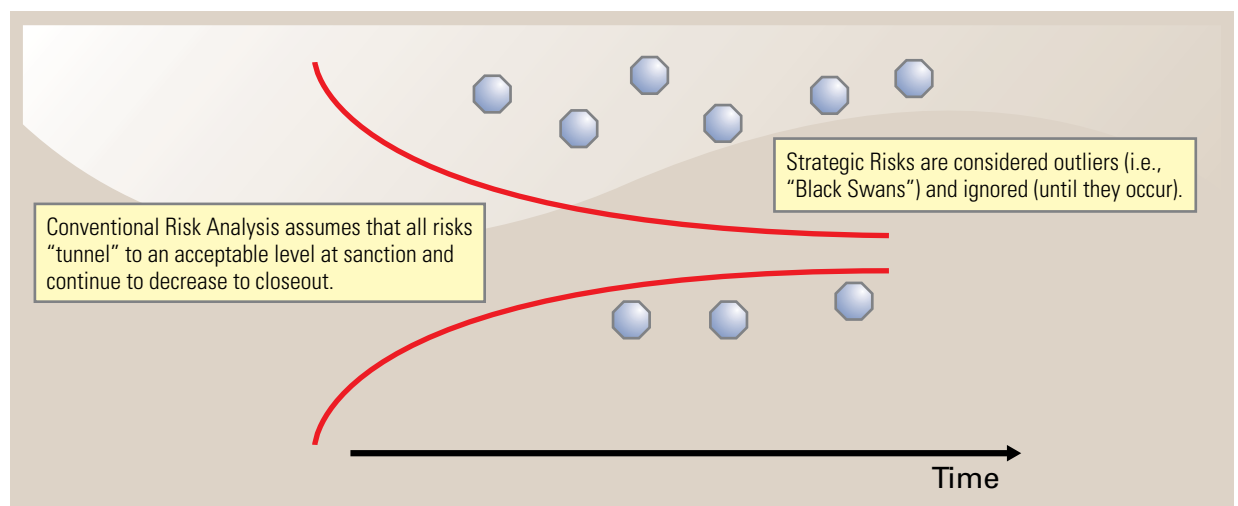 Strategic Risks are considered outliers (i.e.,
“Black Swans”) and ignored (until they occur).
Conventional Risk Analysis assumes that all risks
“tunnel” to an acceptable level at sanction and
continue to decrease to closeout.
Time